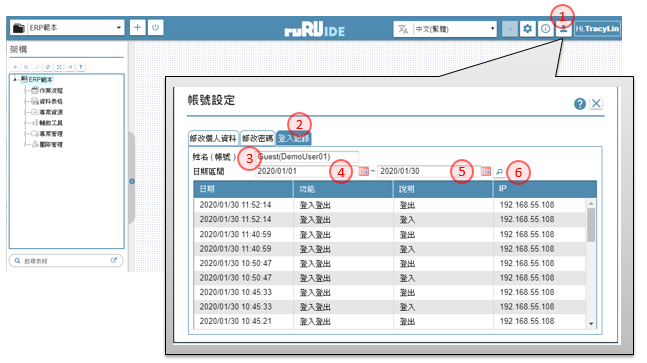 ERP範本
ruRU IDE
中文(繁體)
1
Hi, TracyLin
架構
ERP範本
作業流程
資料表格
專案資源
輔助工具
專案管理
團隊管理
帳號設定
2
修改個人資料 修改密碼 登入記錄
姓名(帳號) 3 Guest(DemoUser01)
日期區間 2020/01/01 4 ~ 2020/01/30 5 6
日期 功能 說明 IP
2020/01/30 11:52:14 登入登出 登出 192.168.55.108
2020/01/30 11:52:14 登入登出 登入 192.168.55.108
2020/01/30 11:40:59 登入登出 登出 192.168.55.108
2020/01/30 11:40:59 登入登出 登入 192.168.55.108
2020/01/30 10:50:47 登入登出 登出 192.168.55.108
2020/01/30 10:50:47 登入登出 登入 192.168.55.108
2020/01/30 10:45:33 登入登出 登出 192.168.55.108
2020/01/30 10:45:33 登入登出 登入 192.168.55.108
2020/01/30 10:45:21 登入登出 登出 192.168.55.108